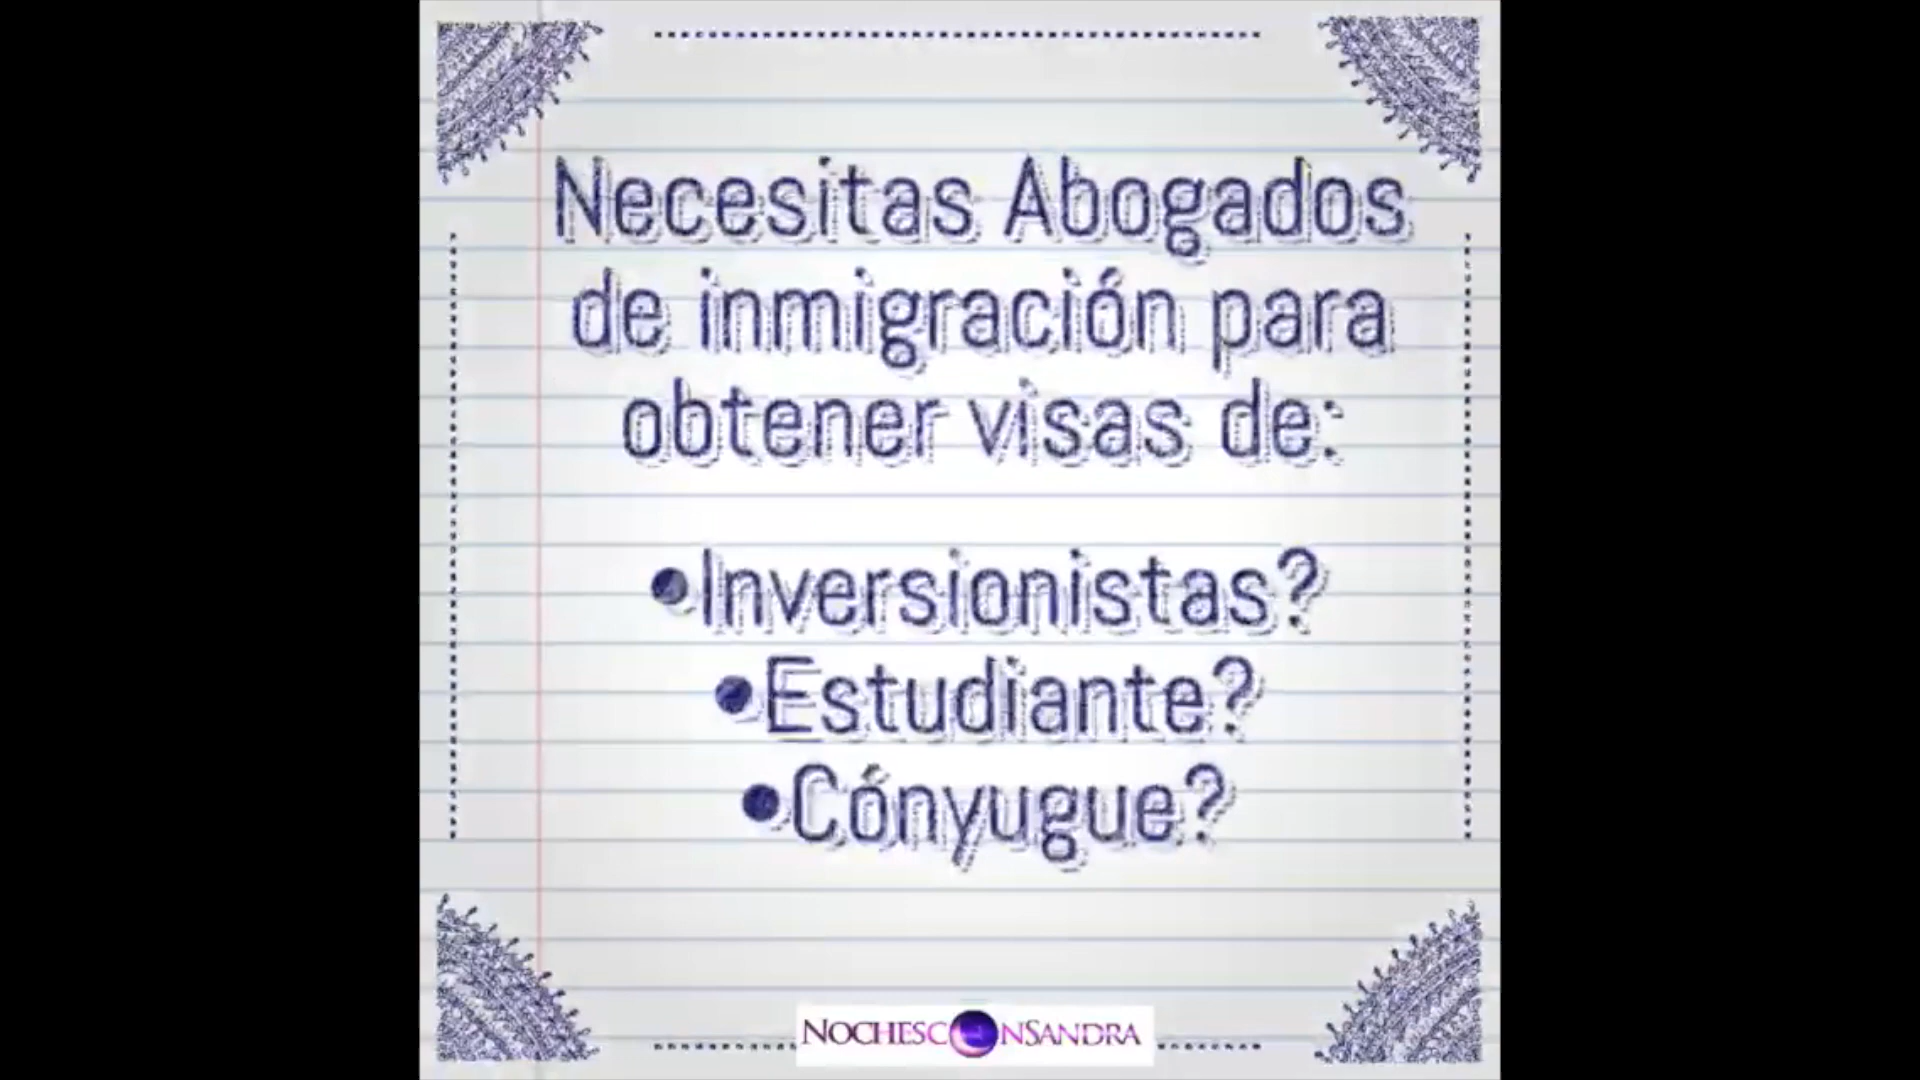 Necesitas Abogados
de inmigración para
obtener visas de:
•Inversionistas?
•Estudiante?
•Cónyugue?
NOCHESCONSANDRA